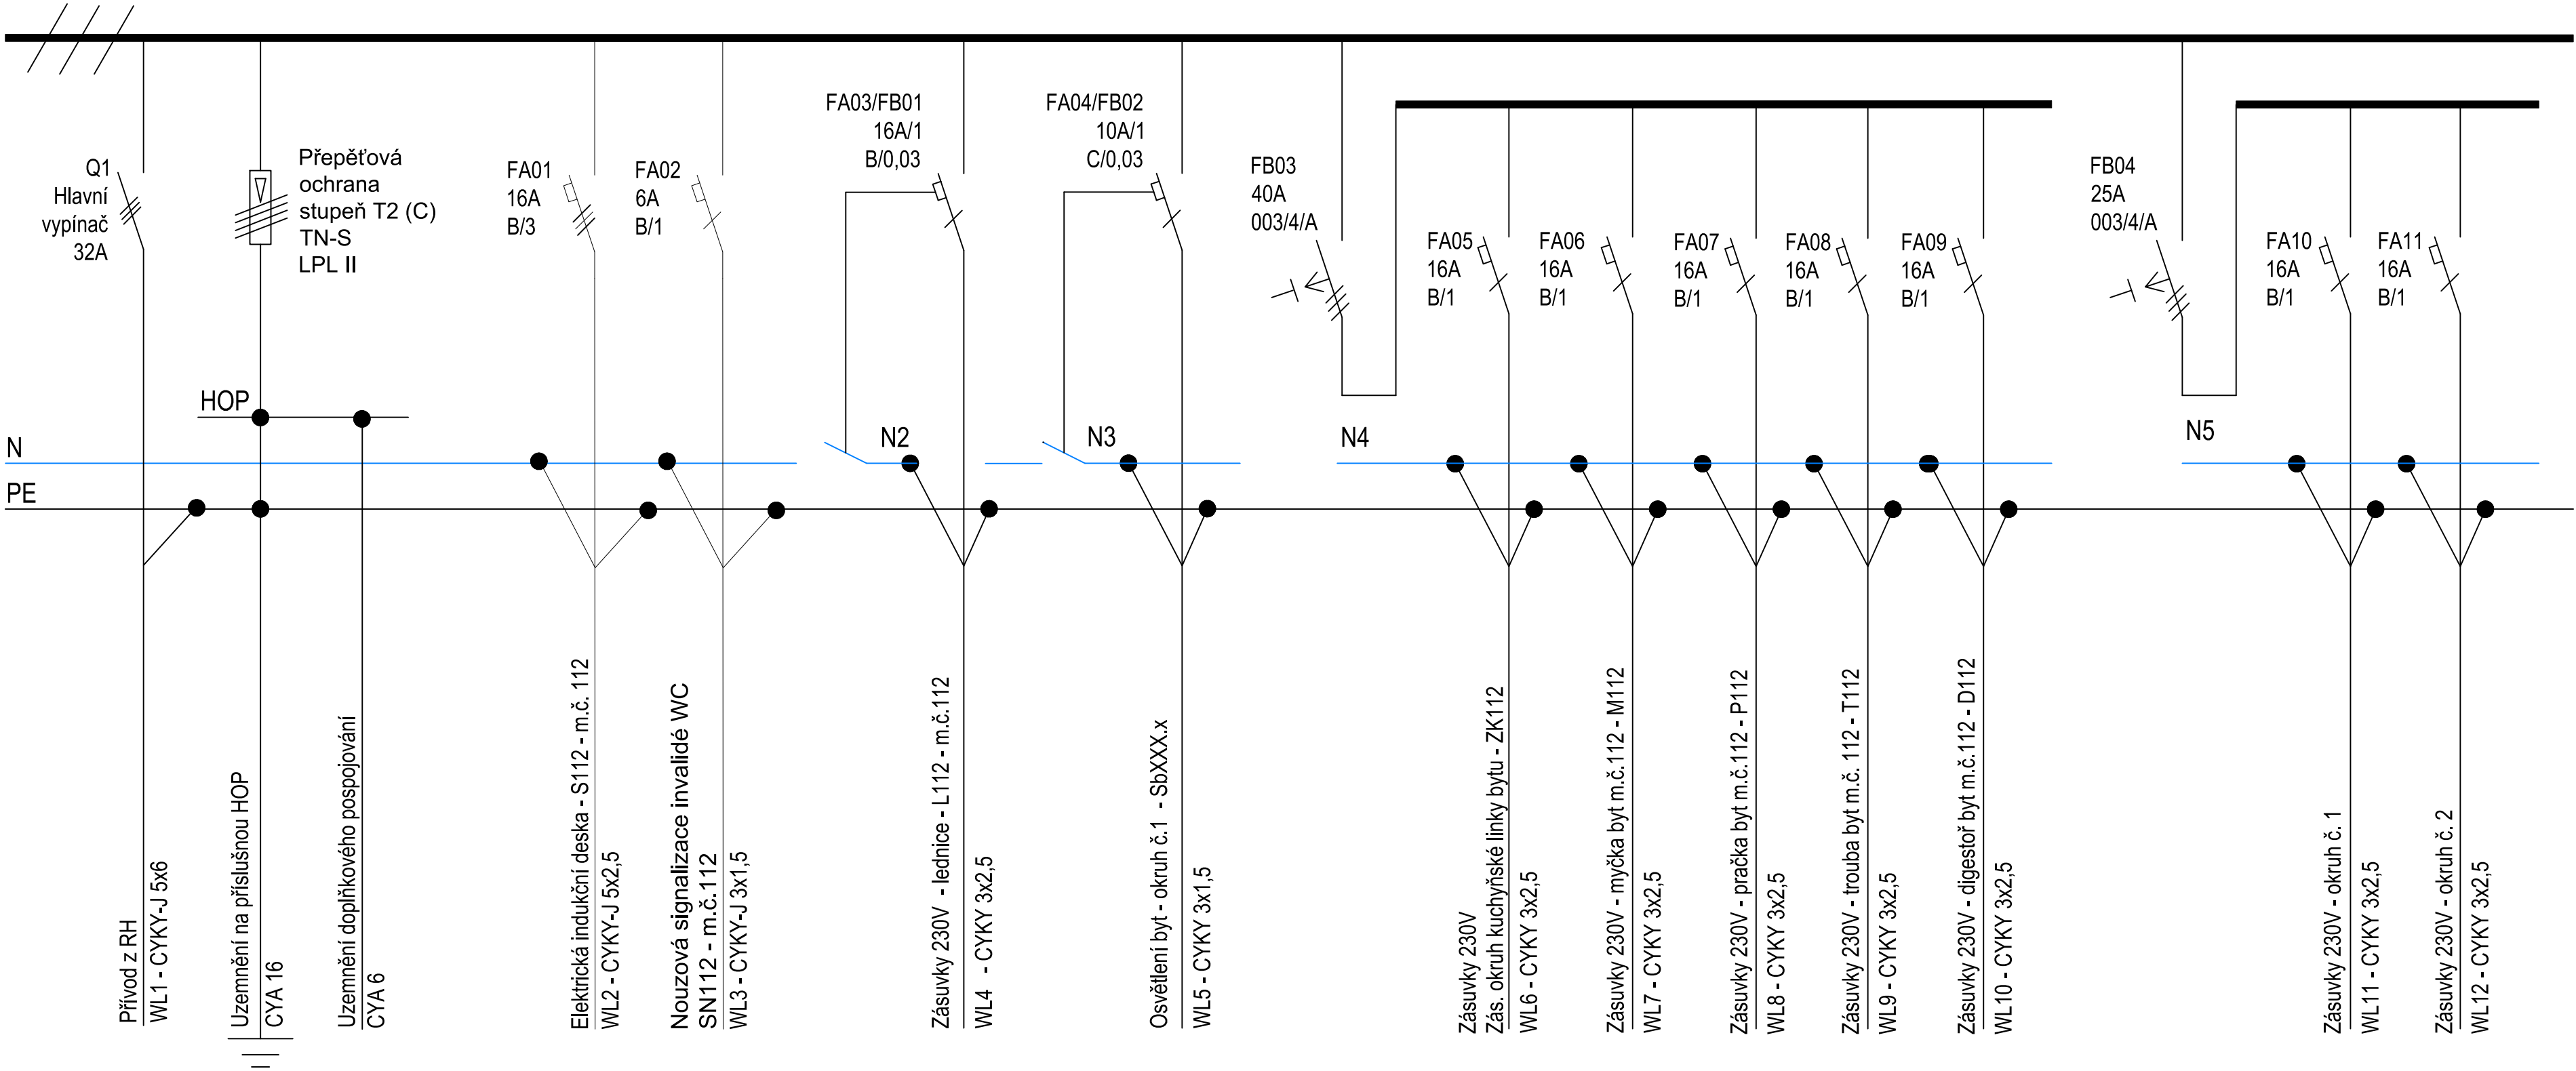 Q1
Hlavní
vypínač
32A
Přepěťová
ochrana
stupeň T2 (C)
TN-S
LPL II
FA01
16A
B/3
FA02
6A
B/1
FA03/FB01
16A/1
B/0,03
FA04/FB02
10A/1
C/0,03
FB03
40A
003/4/A
FA05
16A
B/1
FA06
16A
B/1
FA07
16A
B/1
FA08
16A
B/1
FA09
16A
B/1
FB04
25A
003/4/A
FA10
16A
B/1
FA11
16A
B/1
HOP
N
N2
N3
N4
N5
PE
Přívod z RH
WL1 - CYKY-J 5x6
Uzemnění na příslušnou HOP
CYA 16
Uzemnění doplňkového pospojování
CYA 6
Elektrická indukční deska - S112 - m.č. 112
WL2 - CYKY-J 5x2,5
Nouzová signalizace invalidé WC
SN112 - m.č.112
WL3 - CYKY-J 3x1,5
Zásuvky 230V - lednice - L112 - m.č.112
WL4 - CYKY 3x2,5
Osvětlení byt - okruh č.1 - SbXXX.x
WL5 - CYKY 3x1,5
Zásuvky 230V
Zás. okruh kuchyňské linky bytu - ZK112
WL6 - CYKY 3x2,5
Zásuvky 230V - myčka byt m.č.112 - M112
WL7 - CYKY 3x2,5
Zásuvky 230V - pračka byt m.č.112 - P112
WL8 - CYKY 3x2,5
Zásuvky 230V - trouba byt m.č. 112 - T112
WL9 - CYKY 3x2,5
Zásuvky 230V - digestoř byt m.č.112 - D112
WL10 - CYKY 3x2,5
Zásuvky 230V - okruh č. 1
WL11 - CYKY 3x2,5
Zásuvky 230V - okruh č. 2
WL12 - CYKY 3x2,5